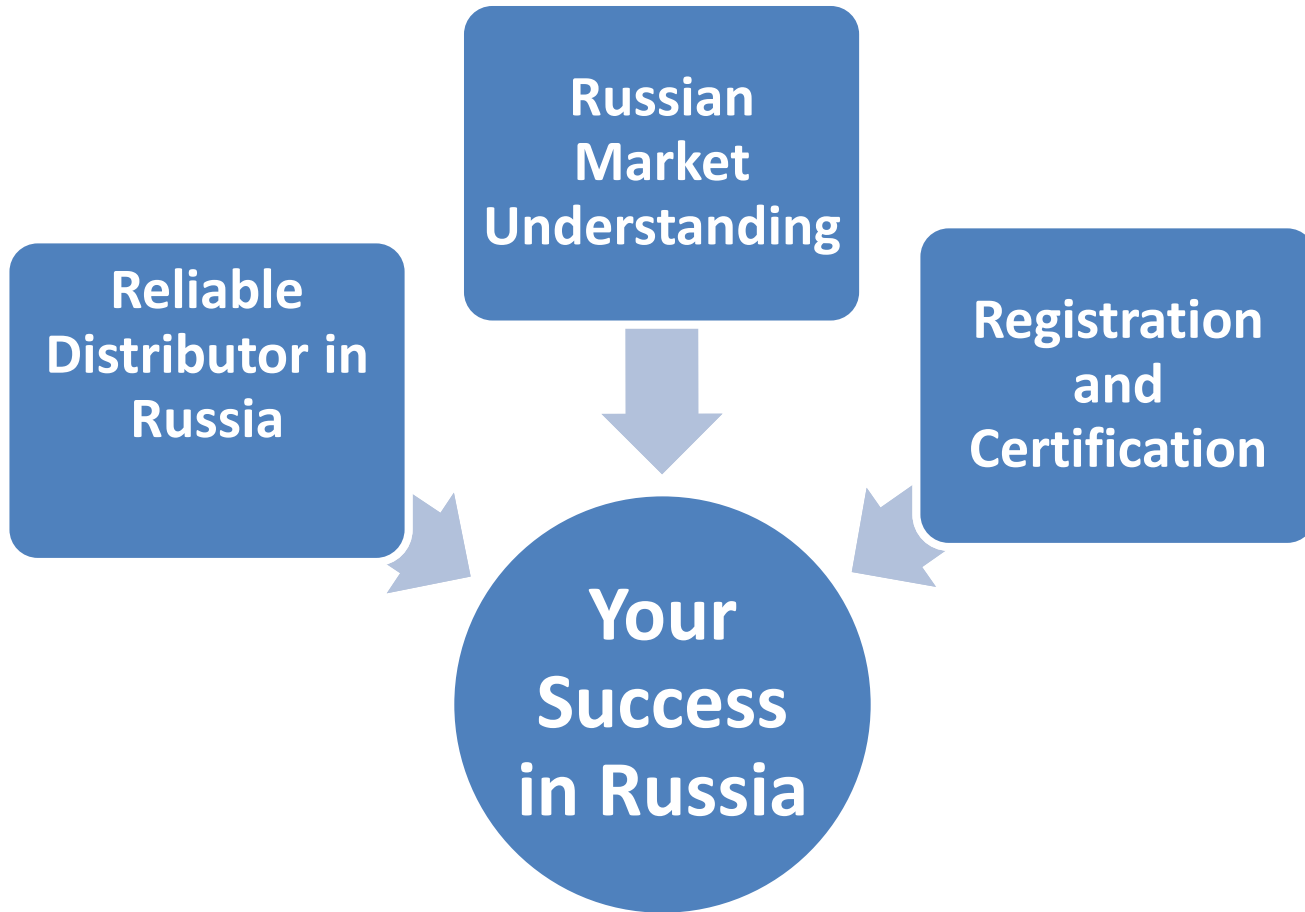 Russian
Market
Understanding
Reliable
Distributor in
Russia
Registration
and
Certification
Your
Success
in Russia